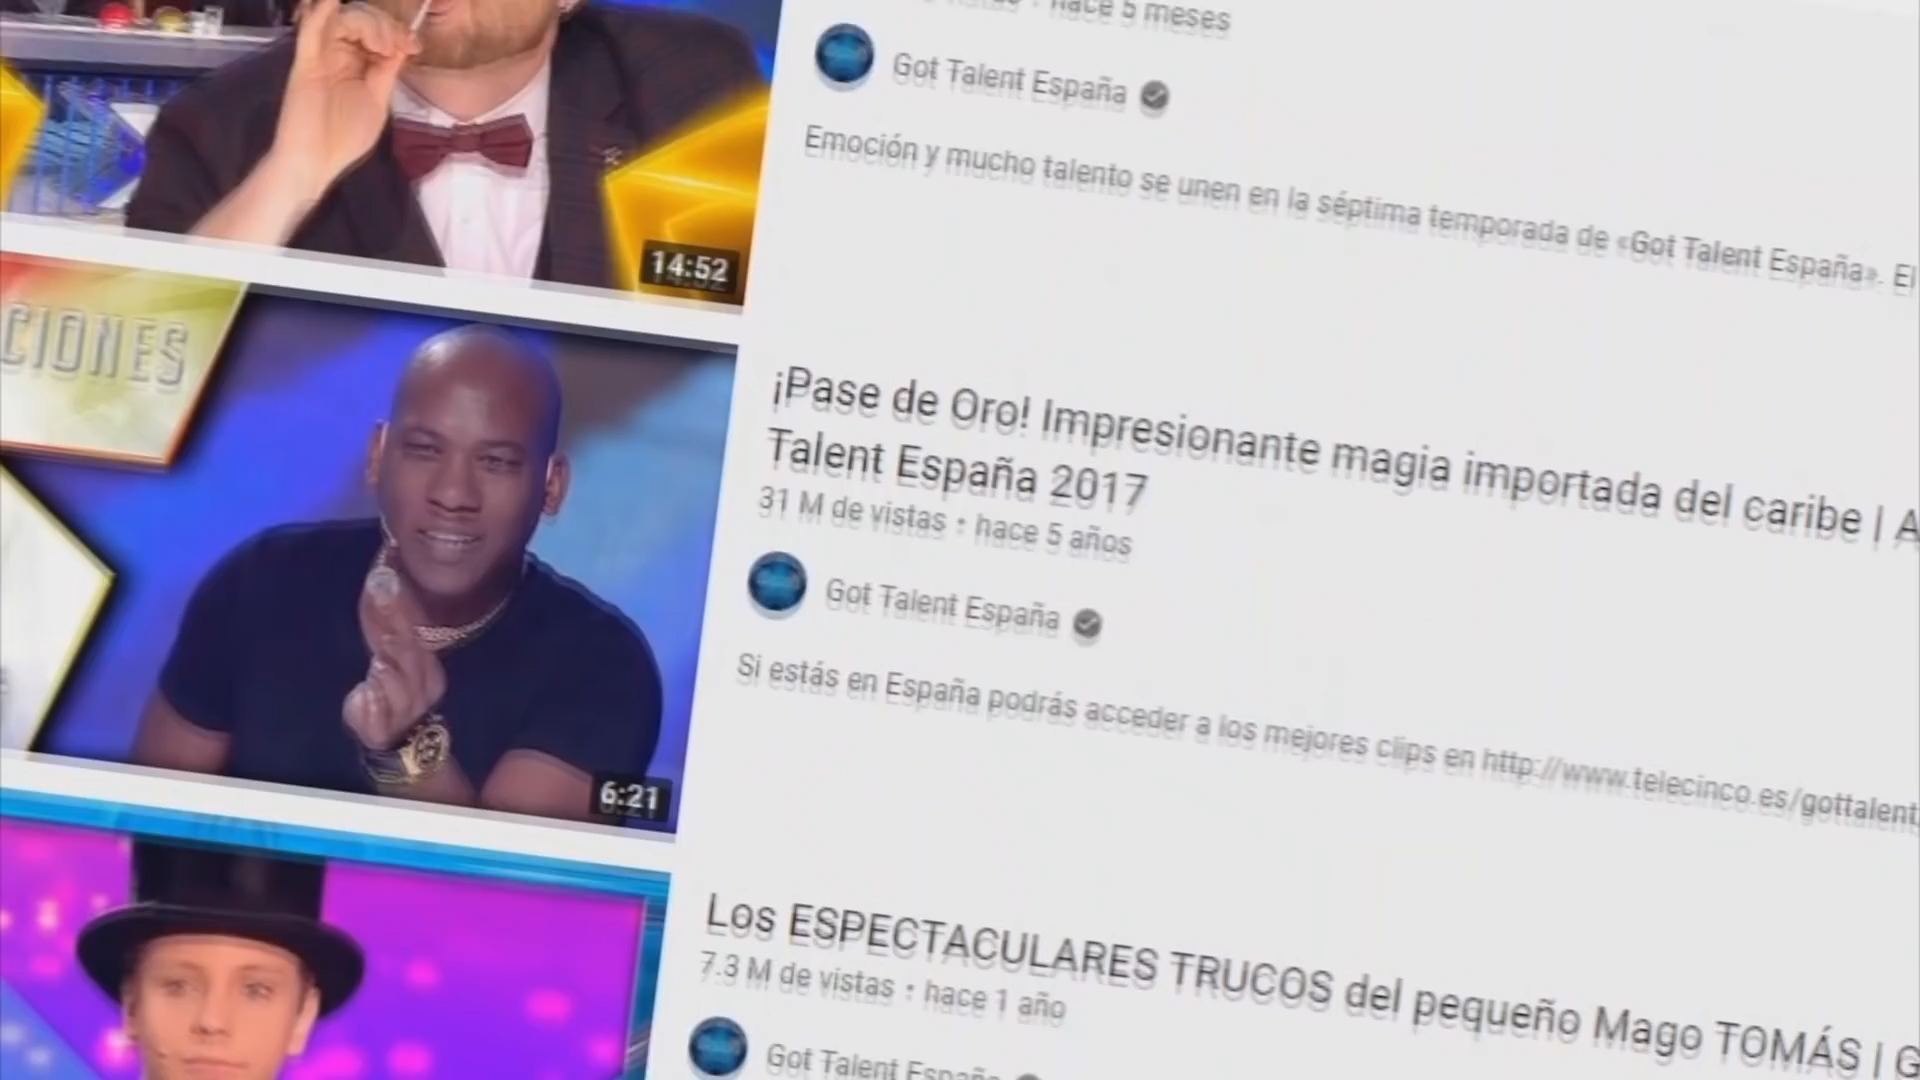 hace 5 meses
Got Talent España
Emoción y mucho talento se unen en la séptima temporada de «Got Talent España». El
14:52
CIONES
¡Pase de Oro! Impresionante magia importada del caribe | A
Talent España 2017
31 M de vistas • hace 5 años
Got Talent España
Si estás en España podrás acceder a los mejores clips en http://www.telecinco.es/gottalent/
6:21
Los ESPECTACULARES TRUCOS del pequeño Mago TOMÁS | G
7.3 M de vistas • hace 1 año
Got Talent España